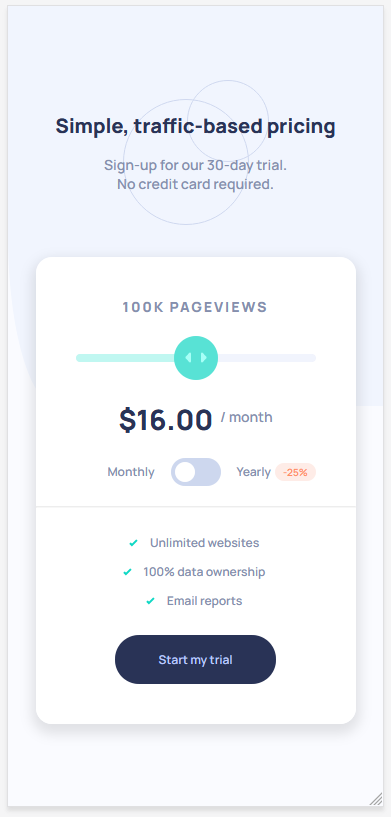 Simple, traffic-based pricing
Sign-up for our 30-day trial.
No credit card required.
100K PAGEVIEWS
$16.00 / month
Monthly Yearly -25%
Unlimited websites
100% data ownership
Email reports
Start my trial